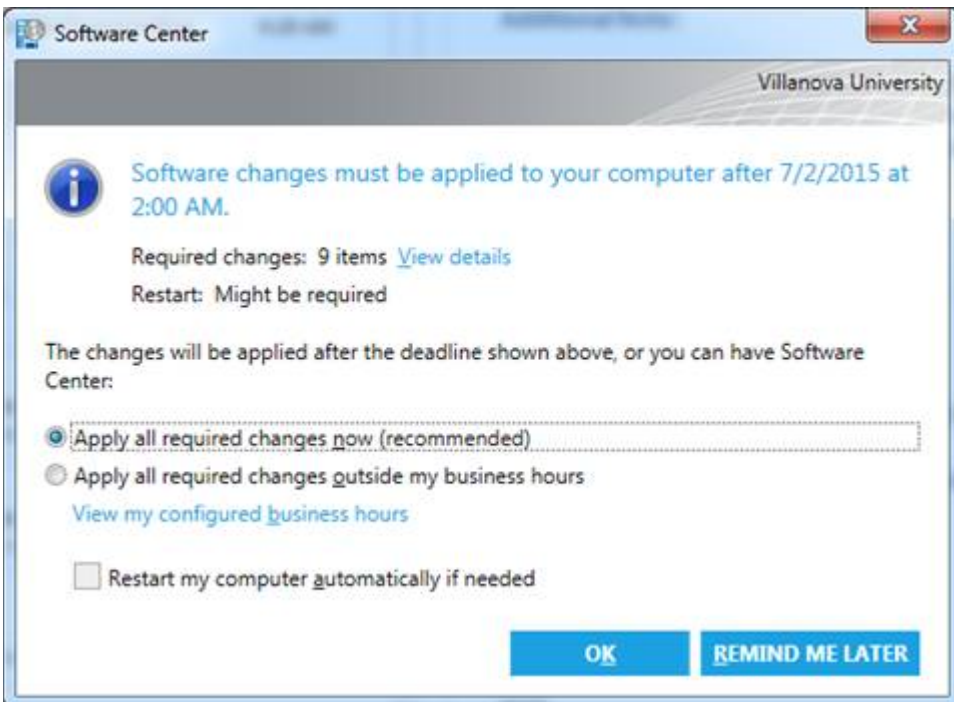 Software Center
Villanova University
Software changes must be applied to your computer after 7/2/2015 at
2:00 AM.
Required changes: 9 items View details
Restart: Might be required
The changes will be applied after the deadline shown above, or you can have Software
Center:
Apply all required changes now (recommended)
Apply all required changes outside my business hours
View my configured business hours
Restart my computer automatically if needed
OK REMIND ME LATER